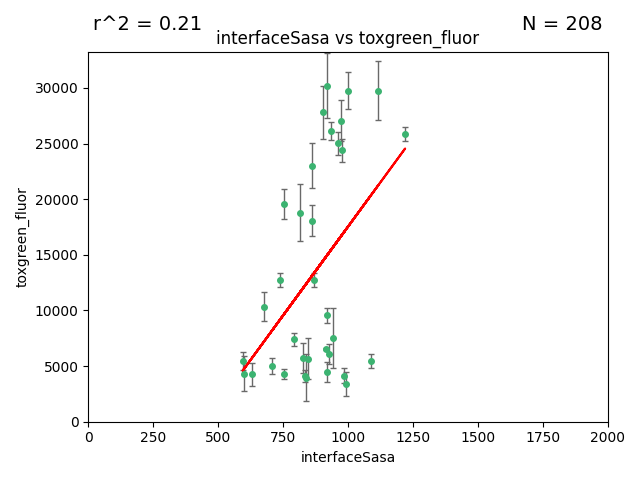 r^2 = 0.21
N = 208
interfaceSasa vs toxgreen_fluor
toxgreen_fluor
30000
25000
20000
15000
10000
5000
0
0 250 500 750 1000 1250 1500 1750 2000
interfaceSasa